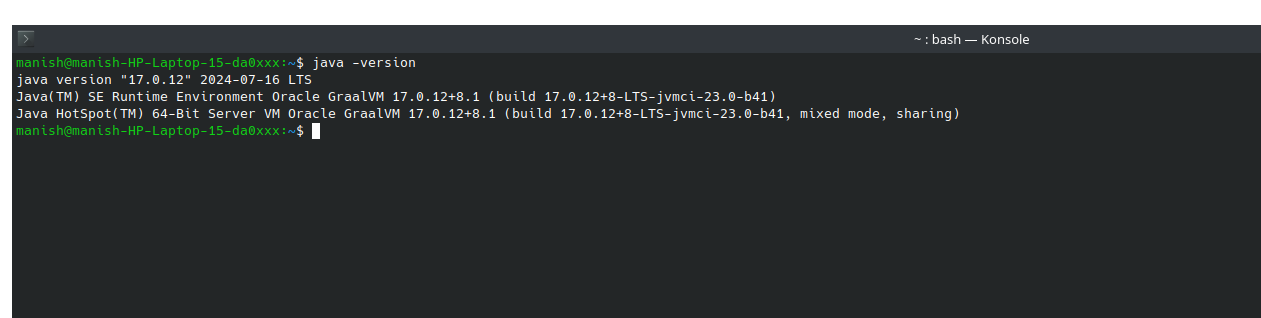 ~ : bash — Konsole
manish@manish-HP-Laptop-15-da0xxx:~$ java -version
java version "17.0.12" 2024-07-16 LTS
Java(TM) SE Runtime Environment Oracle GraalVM 17.0.12+8.1 (build 17.0.12+8-LTS-jvmci-23.0-b41)
Java HotSpot(TM) 64-Bit Server VM Oracle GraalVM 17.0.12+8.1 (build 17.0.12+8-LTS-jvmci-23.0-b41, mixed mode, sharing)
manish@manish-HP-Laptop-15-da0xxx:~$